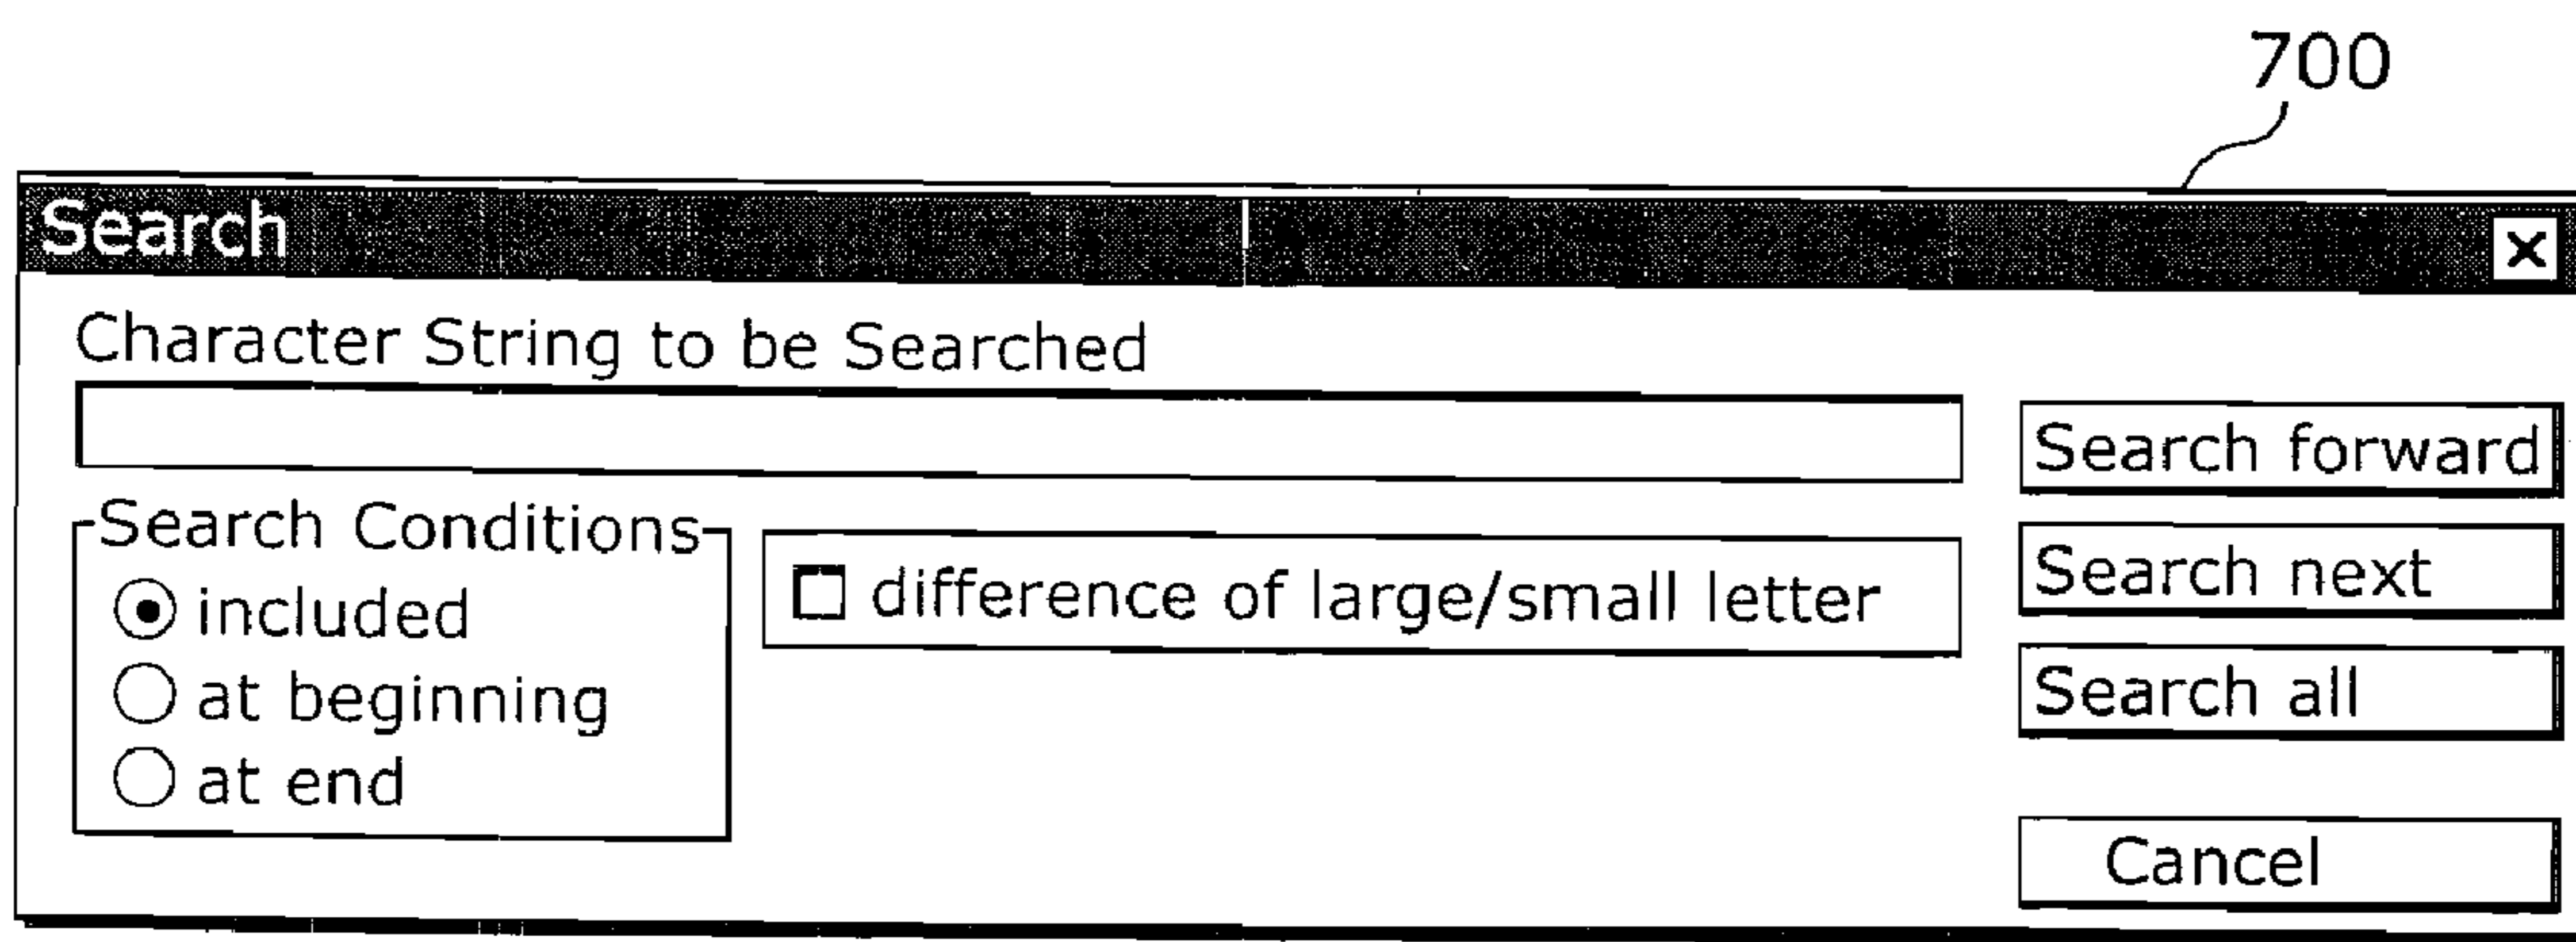 700
Search
Character String to be Searched
Search forward
Search Conditions
included
at beginning
at end
difference of large/small letter
Search next
Search all
Cancel